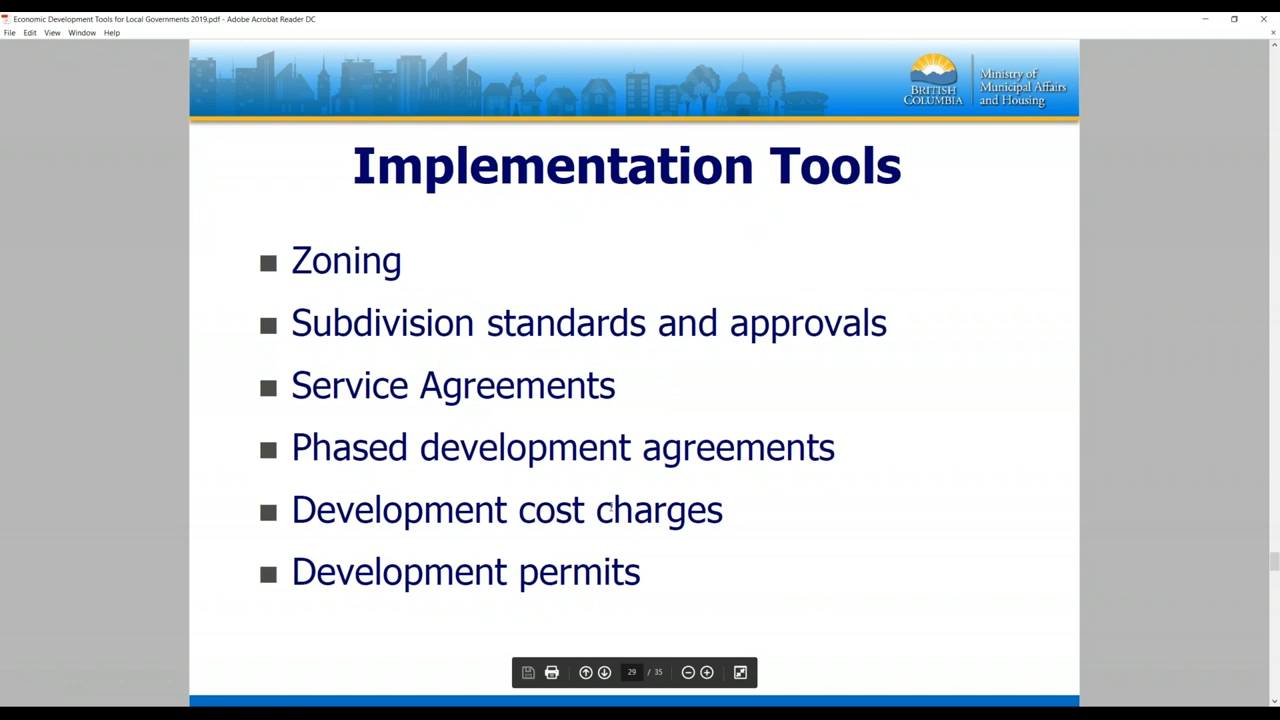 Economic Development Tools for Local Governments 2019.pdf - Adobe Acrobat Reader DC
File Edit View Window Help
BRITISH
COLUMBIA
Ministry of
Municipal Affairs
and Housing
Implementation Tools
Zoning
Subdivision standards and approvals
Service Agreements
Phased development agreements
Development cost charges
Development permits
29 / 35